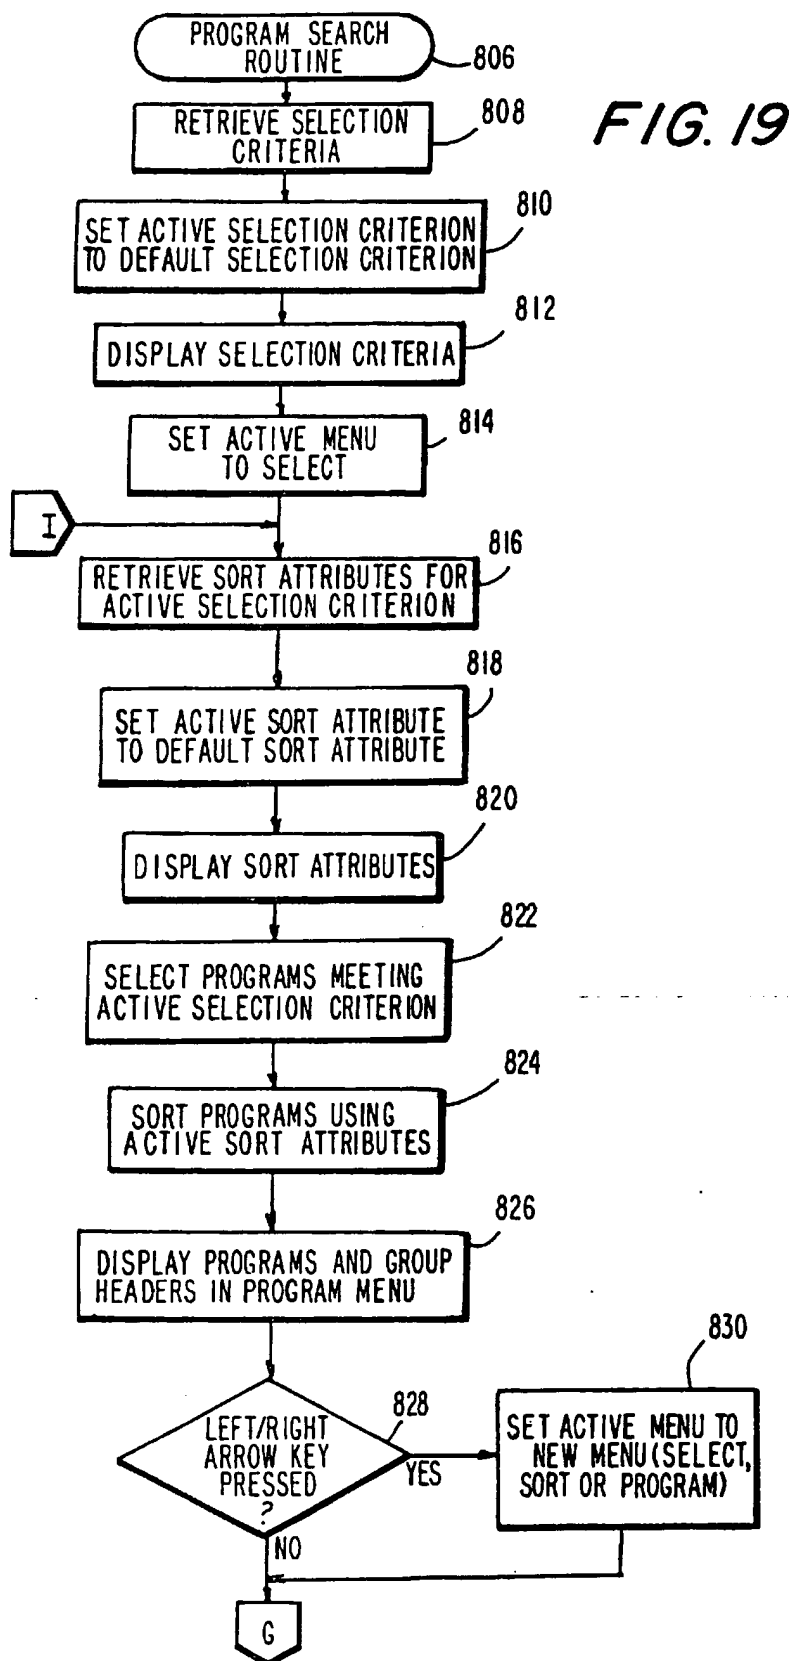 PROGRAM SEARCH
ROUTINE
806
FIG. 19
RETRIEVE SELECTION
CRITERIA
808
SET ACTIVE SELECTION CRITERION
TO DEFAULT SELECTION CRITERION
810
DISPLAY SELECTION CRITERIA
812
SET ACTIVE MENU
TO SELECT
814
I
RETRIEVE SORT ATTRIBUTES FOR
ACTIVE SELECTION CRITERION
816
SET ACTIVE SORT ATTRIBUTE
TO DEFAULT SORT ATTRIBUTE
818
DISPLAY SORT ATTRIBUTES
820
SELECT PROGRAMS MEETING
ACTIVE SELECTION CRITERION
822
SORT PROGRAMS USING
ACTIVE SORT ATTRIBUTES
824
DISPLAY PROGRAMS AND GROUP
HEADERS IN PROGRAM MENU
826
LEFT/RIGHT
ARROW KEY
PRESSED
?
828
YES
NO
SET ACTIVE MENU TO
NEW MENU (SELECT,
SORT OR PROGRAM)
830
G